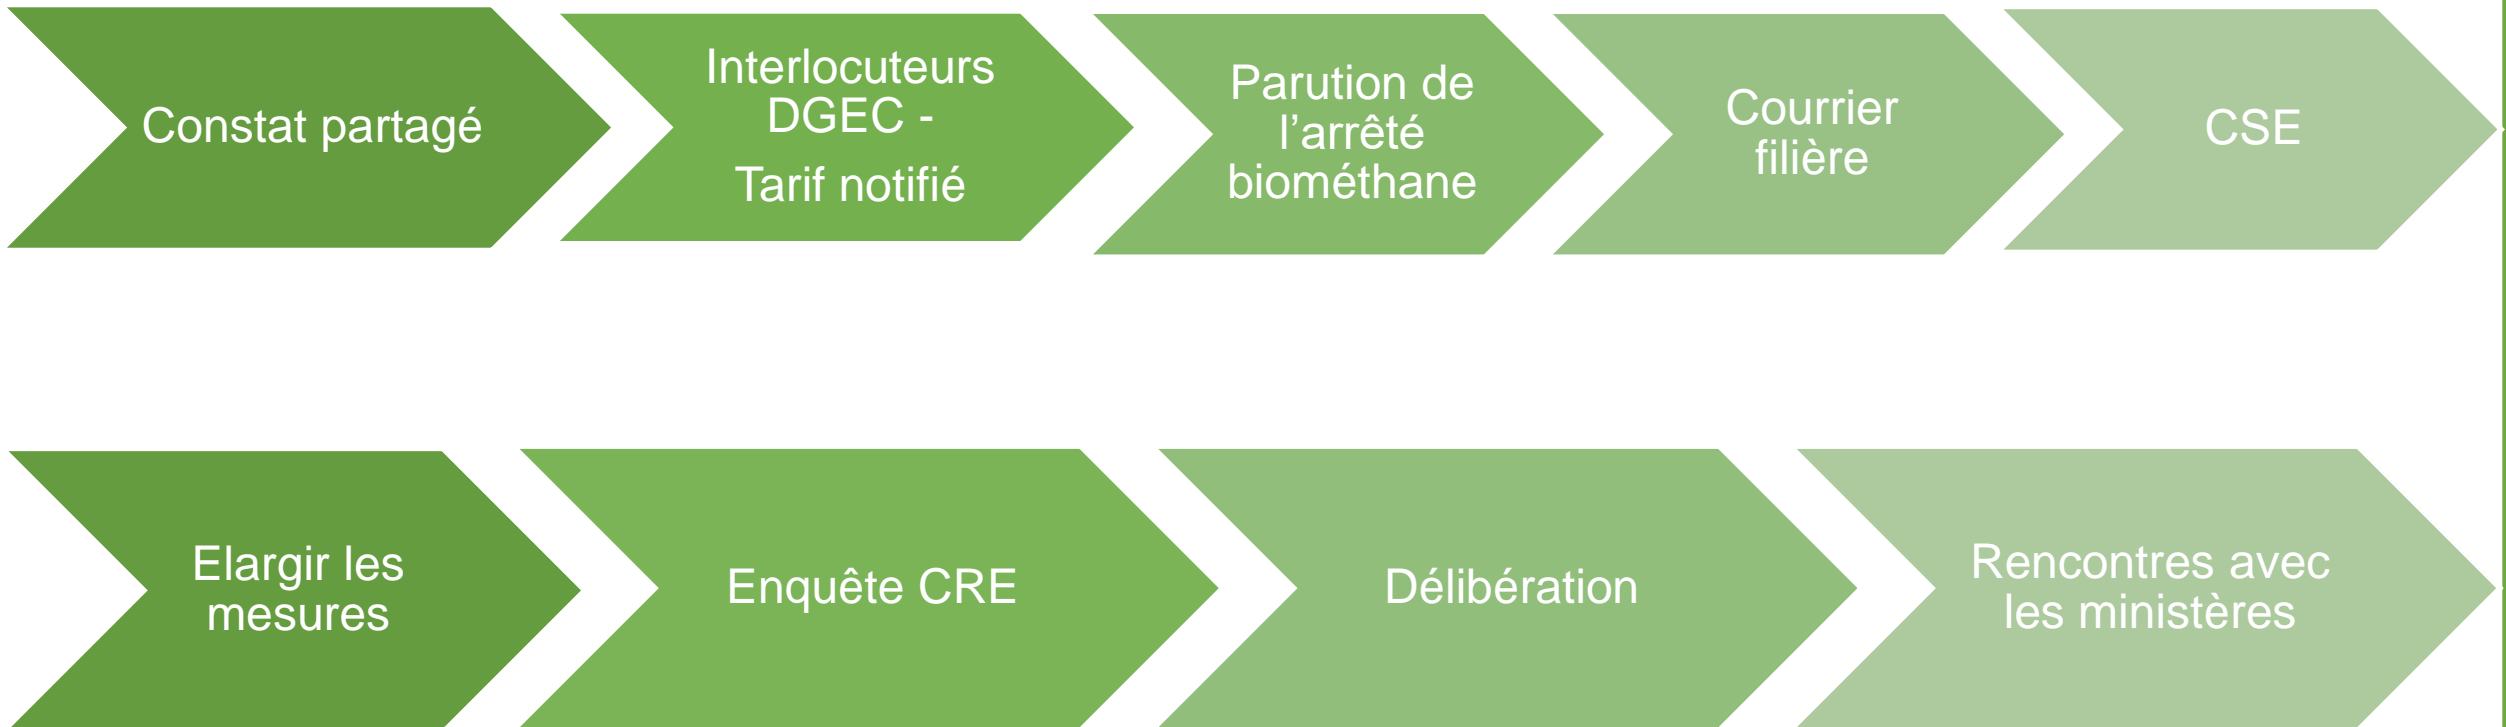 Constat partagé
Interlocuteurs
DGEC -
Tarif notifié
Parution de
l’arrêté
biométhane
Courrier
filière
CSE
Elargir les
mesures
Enquête CRE
Délibération
Rencontres avec
les ministères